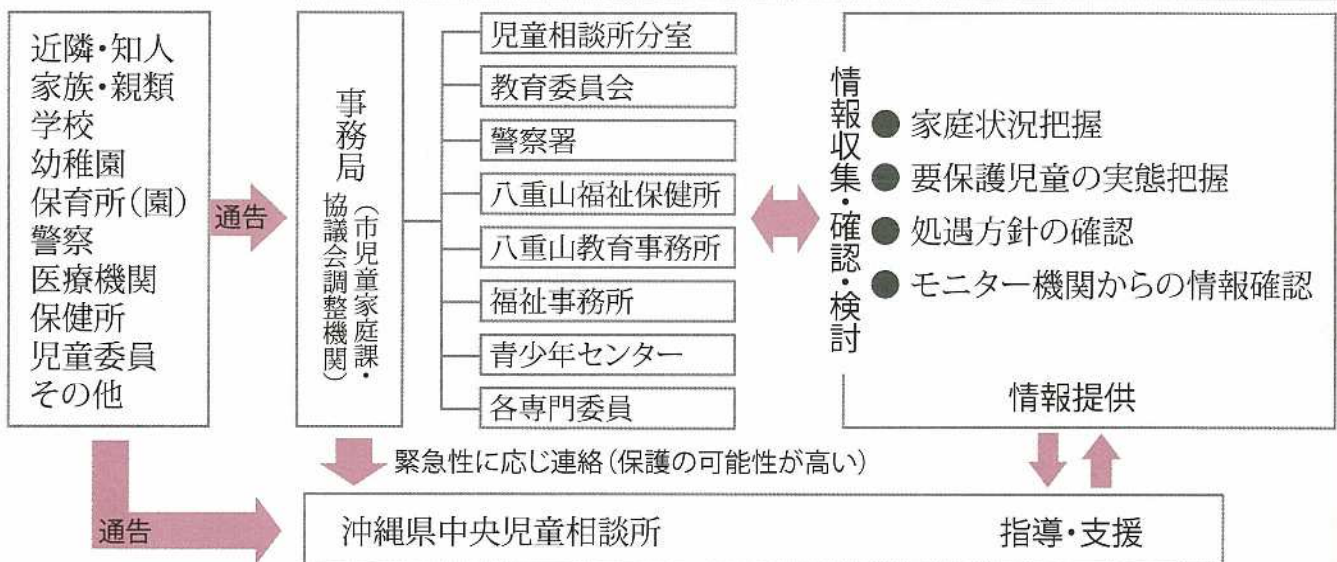 近隣・知人
家族・親類
学校
幼稚園
保育所(園)
警察
医療機関
保健所
児童委員
その他
通告
事務局
(市児童家庭課・
協議会調整機関)
児童相談所分室
教育委員会
警察署
八重山福祉保健所
八重山教育事務所
福祉事務所
青少年センター
各専門委員
情報収集・確認・検討
● 家庭状況把握
● 要保護児童の実態把握
● 処遇方針の確認
● モニター機関からの情報確認
情報提供
緊急性に応じ連絡(保護の可能性が高い)
通告
沖縄県中央児童相談所
指導・支援